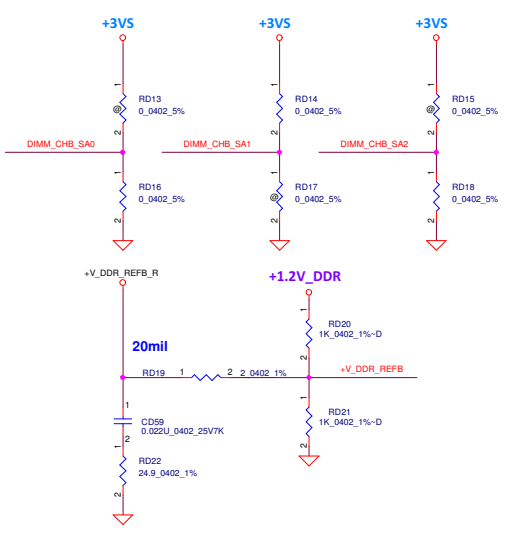 +3VS
+3VS
+3VS
1
1
1
RD13
RD14
RD15
@
0_0402_5%
0_0402_5%
@
0_0402_5%
2
2
2
DIMM_CHB_SA0
DIMM_CHB_SA1
DIMM_CHB_SA2
1
1
1
RD16
RD17
RD18
0_0402_5%
@
0_0402_5%
0_0402_5%
2
2
2
+V_DDR_REFB_R
+1.2V_DDR
1
RD20
1K_0402_1%~D
20mil
2
RD19
1
2
2_0402_1%
+V_DDR_REFB
1
1
RD21
CD59
1K_0402_1%~D
0.022U_0402_25V7K
2
2
1
RD22
24.9_0402_1%
2